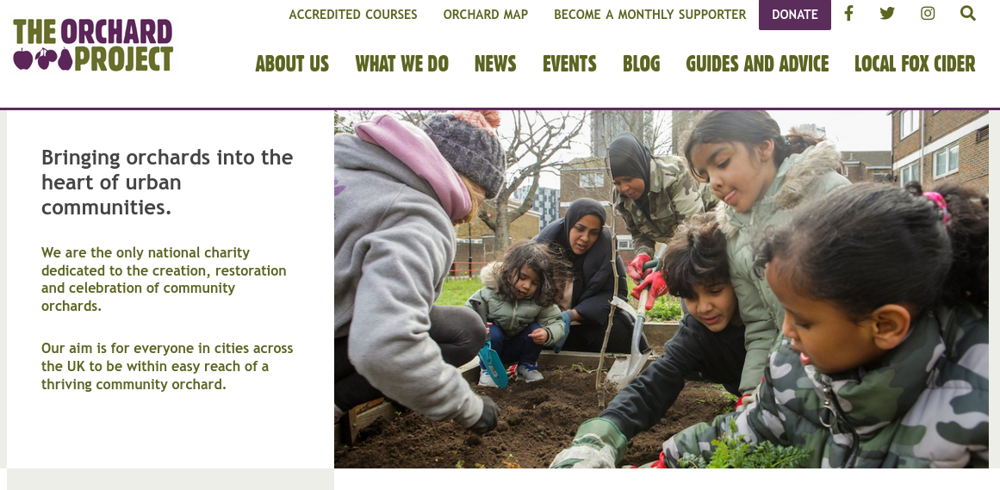 ACCREDITED COURSES ORCHARD MAP BECOME A MONTHLY SUPPORTER DONATE
THE ORCHARD
PROJECT
ABOUT US WHAT WE DO NEWS EVENTS BLOG GUIDES AND ADVICE LOCAL FOX CIDER
Bringing orchards into the
heart of urban
communities.
We are the only national charity
dedicated to the creation, restoration
and celebration of community
orchards.
Our aim is for everyone in cities across
the UK to be within easy reach of a
thriving community orchard.